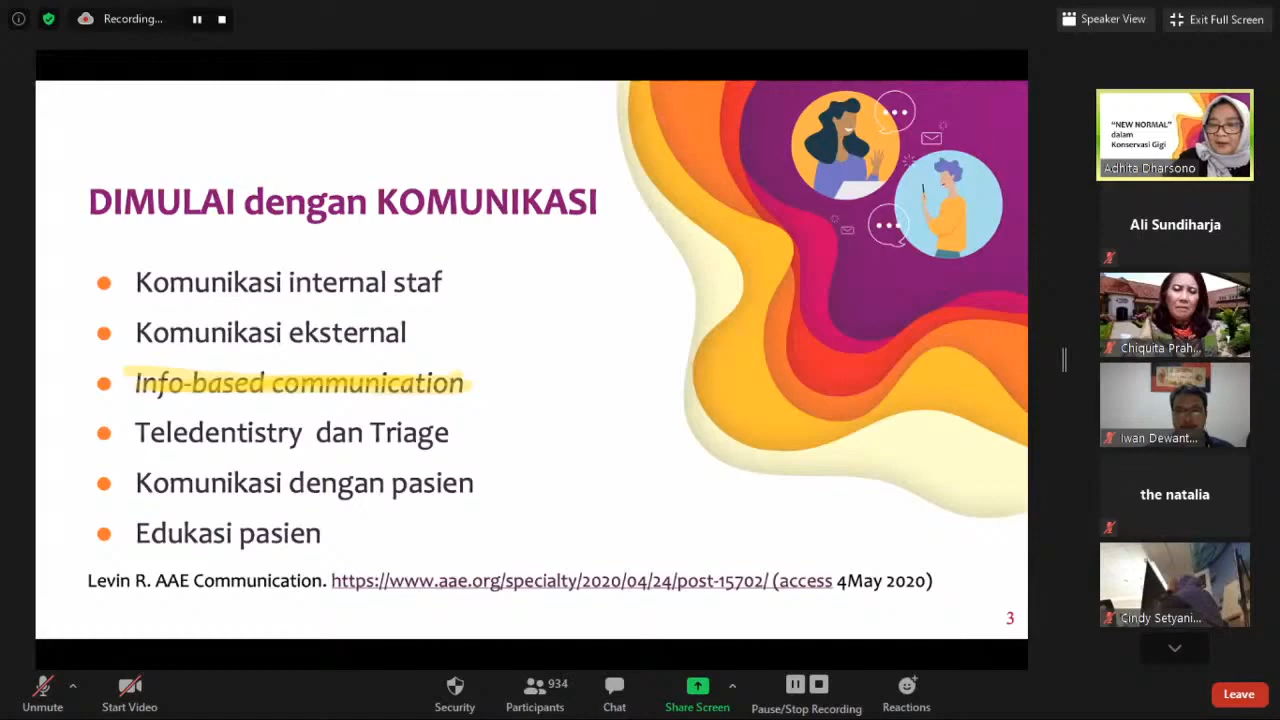 Recording...
Speaker View
Exit Full Screen
DIMULAI dengan KOMUNIKASI
Komunikasi internal staf
Komunikasi eksternal
Info-based communication
Teledentistry dan Triage
Komunikasi dengan pasien
Edukasi pasien
Levin R. AAE Communication. https://www.aae.org/specialty/2020/04/24/post-15702/ (access 4May 2020)
3
"NEW NORMAL"
dalam
Konservasi Gigi
Adhita Dharsono
Ali Sundiharja
Chiquita Prah...
Iwan Dewant...
the natalia
Cindy Setyani...
Unmute
Start Video
Security
934
Participants
Chat
Share Screen
Pause/Stop Recording
Reactions
Leave